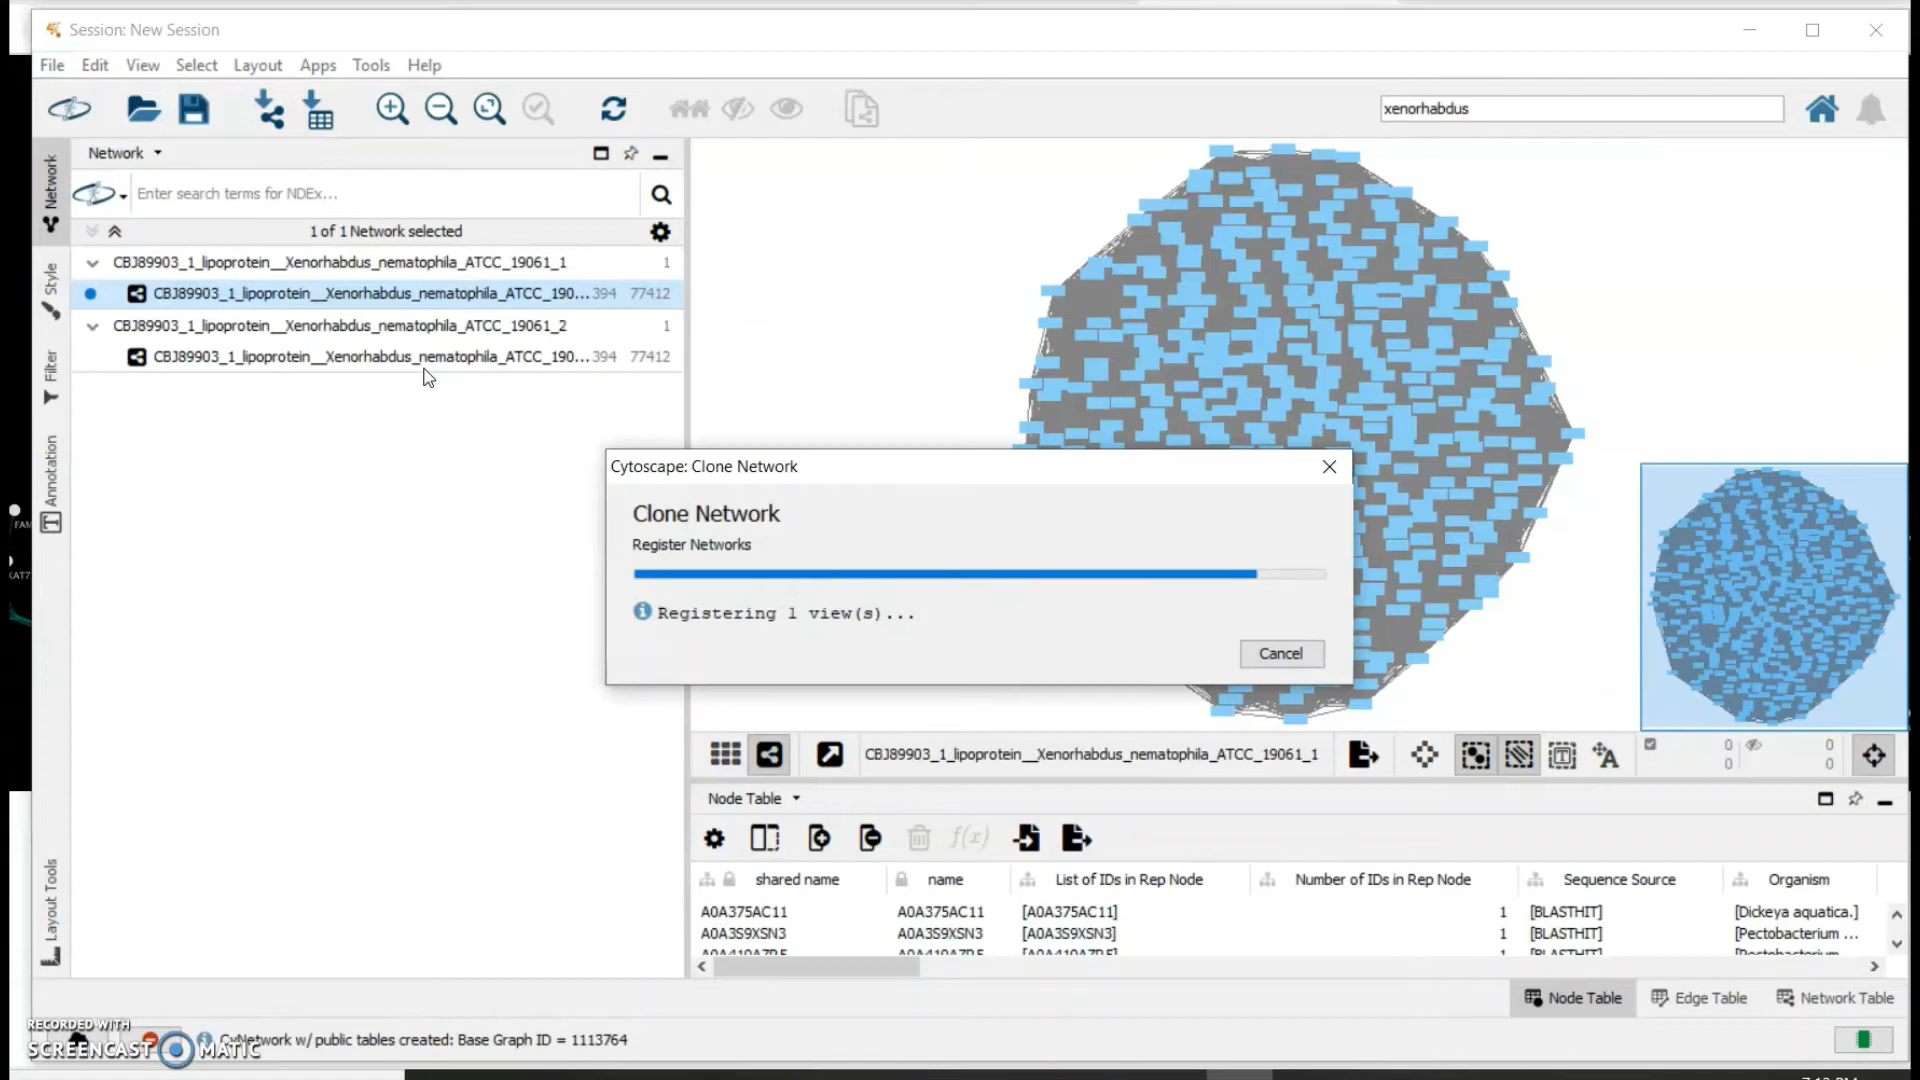 Session: New Session
File Edit View Select Layout Apps Tools Help
xenorhabdus
Network
Enter search terms for NDEx...
1 of 1 Network selected
CBJ89903_1_lipoprotein__Xenorhabdus_nematophila_ATCC_19061_1 1
CBJ89903_1_lipoprotein__Xenorhabdus_nematophila_ATCC_190... 394 77412
CBJ89903_1_lipoprotein__Xenorhabdus_nematophila_ATCC_19061_2 1
CBJ89903_1_lipoprotein__Xenorhabdus_nematophila_ATCC_190... 394 77412
Network
Style
Filter
Annotation
Layout Tools
FAM
KAT7
Cytoscape: Clone Network
Clone Network
Register Networks
Registering 1 view(s)...
Cancel
CBJ89903_1_lipoprotein__Xenorhabdus_nematophila_ATCC_19061_1
0 0
0 0
Node Table
f(x)
shared name name List of IDs in Rep Node Number of IDs in Rep Node Sequence Source Organism
A0A375AC11 A0A375AC11 [A0A375AC11] 1 [BLASTHIT] [Dickeya aquatica.]
A0A3S9XSN3 A0A3S9XSN3 [A0A3S9XSN3] 1 [BLASTHIT] [Pectobacterium ...
Node Table Edge Table Network Table
RECORDED WITH
SCREENCAST MATIC
CyNetwork w/ public tables created: Base Graph ID = 1113764